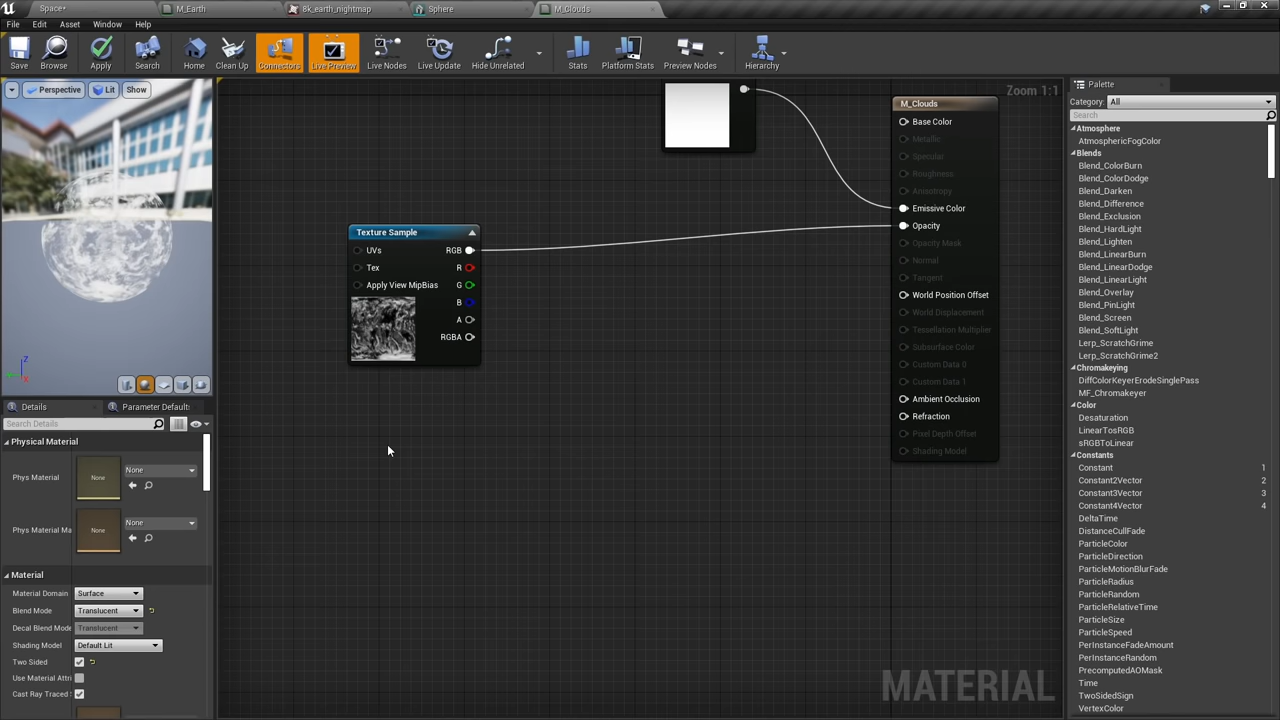 Space*
M_Earth
8k_earth_nightmap
Sphere
M_Clouds
File Edit Asset Window Help
Save
Browse
Apply
Search
Home
Clean Up
Connectors
Live Preview
Live Nodes
Live Update
Hide Unrelated
Stats
Platform Stats
Preview Nodes
Hierarchy
Perspective
Lit
Show
Z
X
Details
Parameter Default:
Search Details
Physical Material
Phys Material
None
None
Phys Material Ma
None
None
Material
Material Domain
Surface
Blend Mode
Translucent
Decal Blend Mode
Translucent
Shading Model
Default Lit
Two Sided
Use Material Attri
Cast Ray Traced
Zoom 1:1
Texture Sample
UVs
RGB
Tex
R
Apply View MipBias
G
B
A
RGBA
M_Clouds
Base Color
Metallic
Specular
Roughness
Anisotropy
Emissive Color
Opacity
Opacity Mask
Normal
Tangent
World Position Offset
World Displacement
Tessellation Multiplier
Subsurface Color
Custom Data 0
Custom Data 1
Ambient Occlusion
Refraction
Pixel Depth Offset
Shading Model
MATERIAL
Palette
Category: All
Search
Atmosphere
AtmosphericFogColor
Blends
Blend_ColorBurn
Blend_ColorDodge
Blend_Darken
Blend_Difference
Blend_Exclusion
Blend_HardLight
Blend_Lighten
Blend_LinearBurn
Blend_LinearDodge
Blend_LinearLight
Blend_Overlay
Blend_PinLight
Blend_Screen
Blend_SoftLight
Lerp_ScratchGrime
Lerp_ScratchGrime2
Chromakeying
DiffColorKeyerErodeSinglePass
MF_Chromakeyer
Color
Desaturation
LinearTosRGB
sRGBToLinear
Constants
Constant 1
Constant2Vector 2
Constant3Vector 3
Constant4Vector 4
DeltaTime
DistanceCullFade
ParticleColor
ParticleDirection
ParticleMotionBlurFade
ParticleRadius
ParticleRandom
ParticleRelativeTime
ParticleSize
ParticleSpeed
PerInstanceFadeAmount
PerInstanceRandom
PrecomputedAOMask
Time
TwoSidedSign
VertexColor